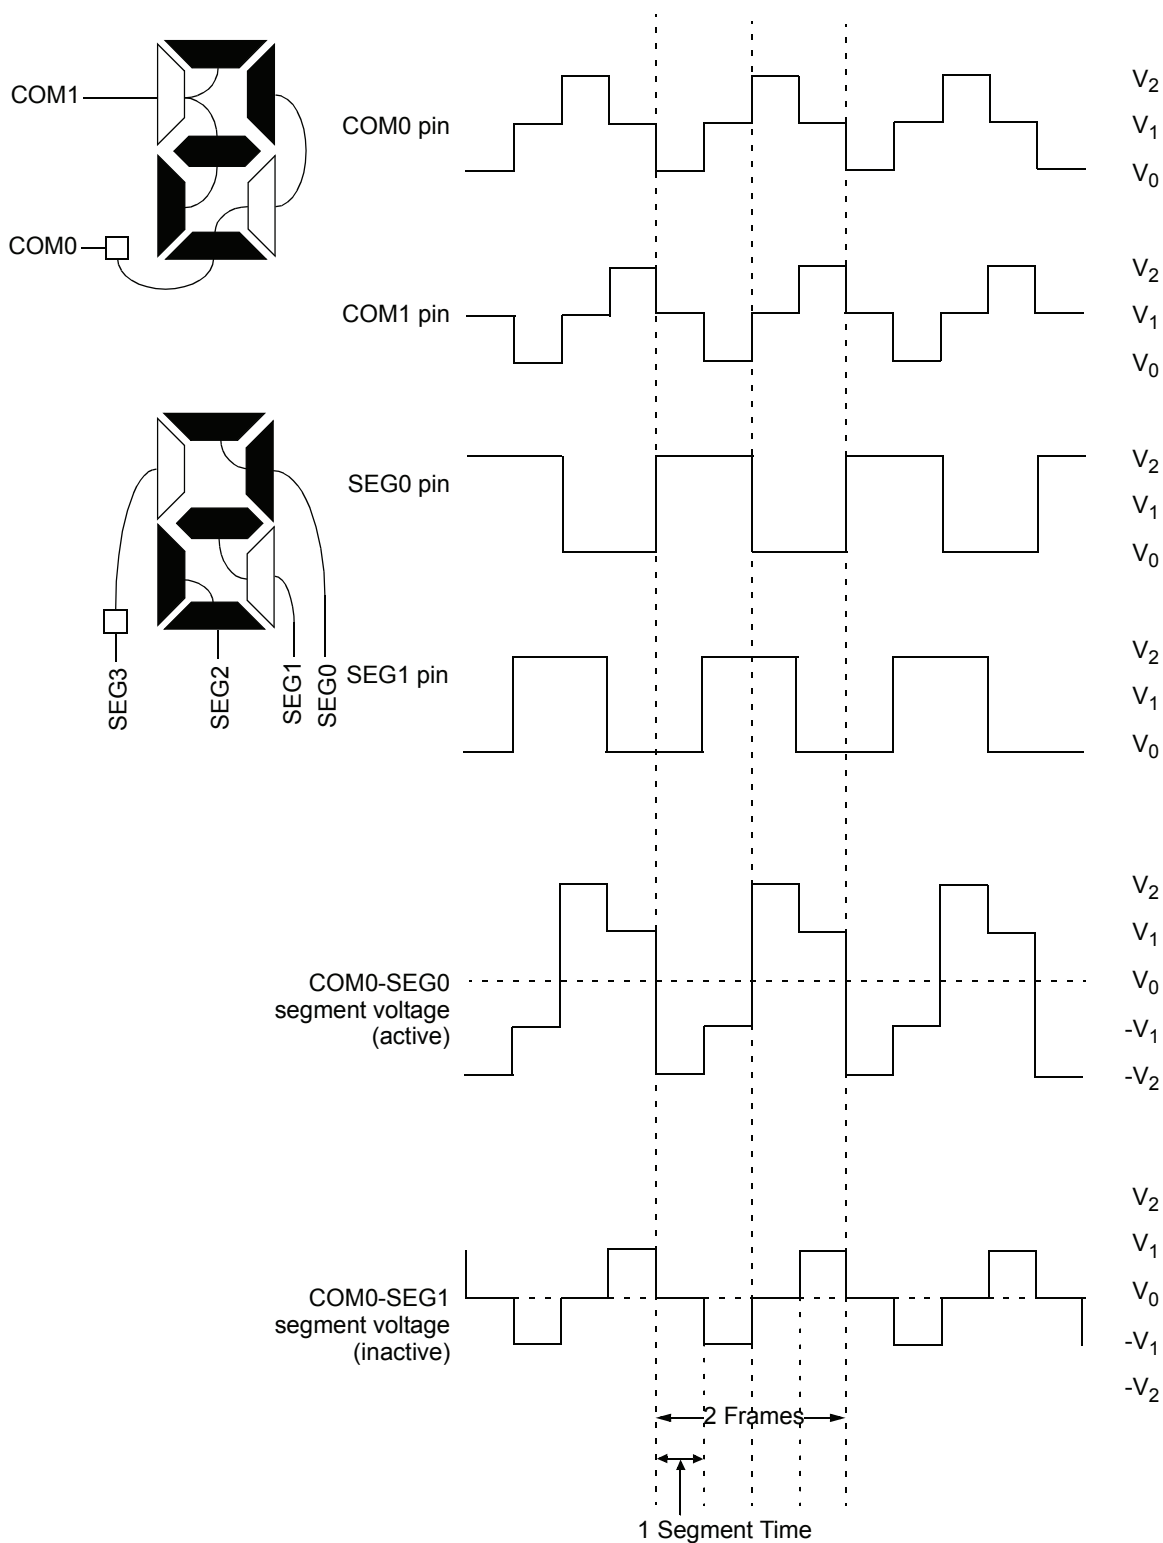 COM1
COM0
SEG3
SEG2
SEG1
SEG0
COM0 pin
V2
V1
V0
COM1 pin
V2
V1
V0
SEG0 pin
V2
V1
V0
SEG1 pin
V2
V1
V0
COM0-SEG0
segment voltage
(active)
V2
V1
V0
-V1
-V2
COM0-SEG1
segment voltage
(inactive)
V2
V1
V0
-V1
-V2
2 Frames
1 Segment Time